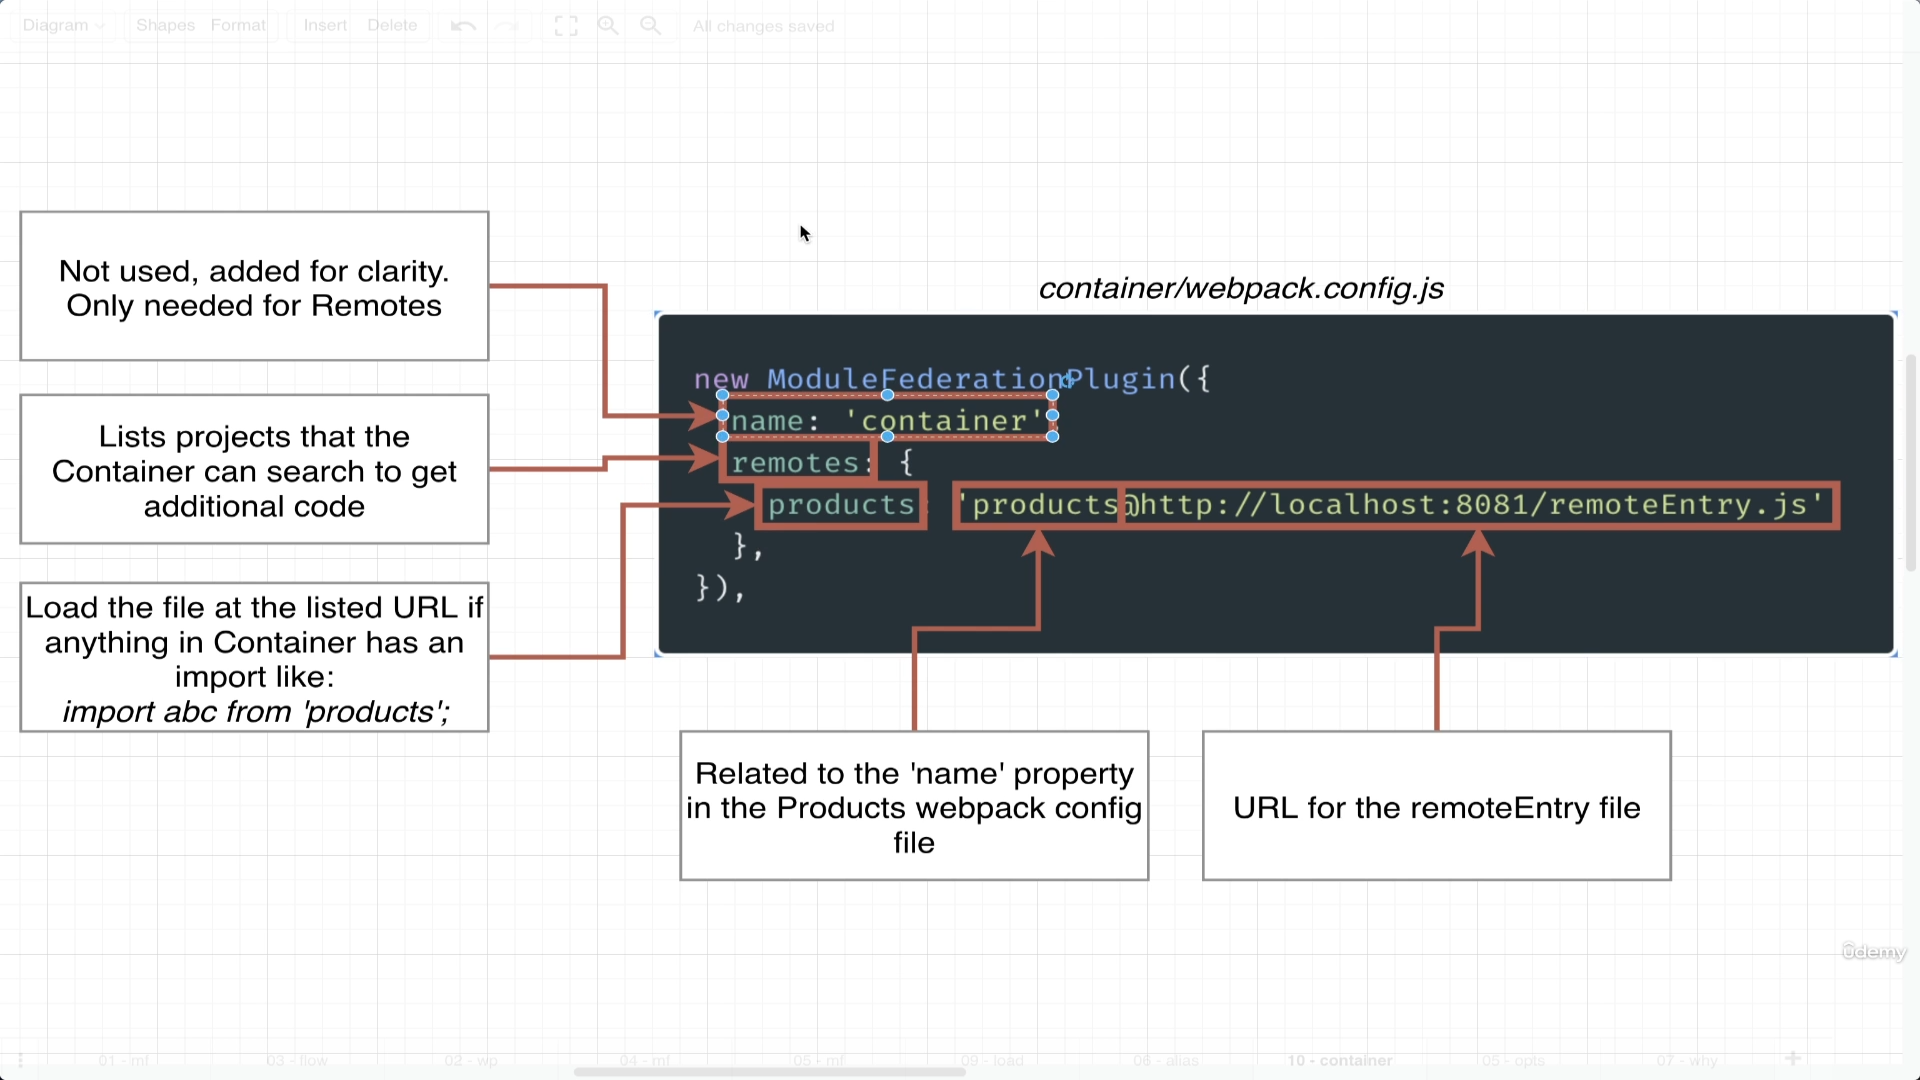 Diagram
Shapes
Format
Insert
Delete
All changes saved
Not used, added for clarity.
Only needed for Remotes
Lists projects that the
Container can search to get
additional code
Load the file at the listed URL if
anything in Container has an
import like:
import abc from 'products';
container/webpack.config.js
new ModuleFederationPlugin({
name: 'container'
remotes: {
products: 'products@http://localhost:8081/remoteEntry.js'
},
}),
Related to the 'name' property
in the Products webpack config
file
URL for the remoteEntry file
ûdemy
01 - mf
03 - flow
02 - wp
04 - mf
05 - mf
09 - load
06 - alias
10 - container
05 - opts
07 - why